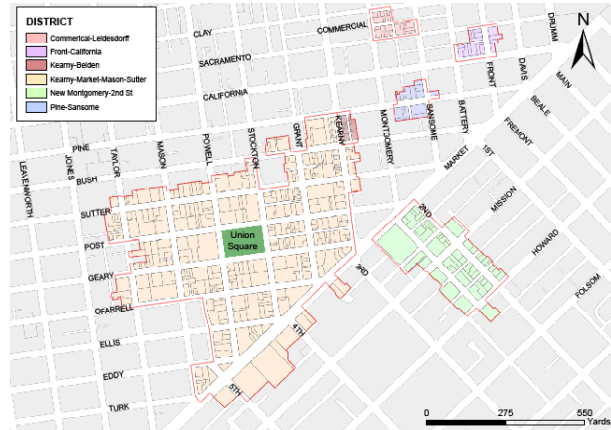 DISTRICT
Commerical-Leidesdorff
Front-California
Kearny-Belden
Kearny-Market-Mason-Sutter
New Montgomery-2nd St
Pine-Sansome
N
CLAY
COMMERCIAL
SACRAMENTO
CALIFORNIA
PINE
BUSH
SUTTER
POST
GEARY
OFARRELL
ELLIS
EDDY
TURK
LEAVENWORTH
JONES
TAYLOR
MASON
POWELL
STOCKTON
GRANT
KEARNY
MONTGOMERY
SANSOME
BATTERY
FRONT
DAVIS
DRUMM
MAIN
BEALE
FREMONT
1ST
MARKET
MISSION
HOWARD
FOLSOM
2ND
3RD
4TH
5TH
Union
Square
0 275 550
Yards